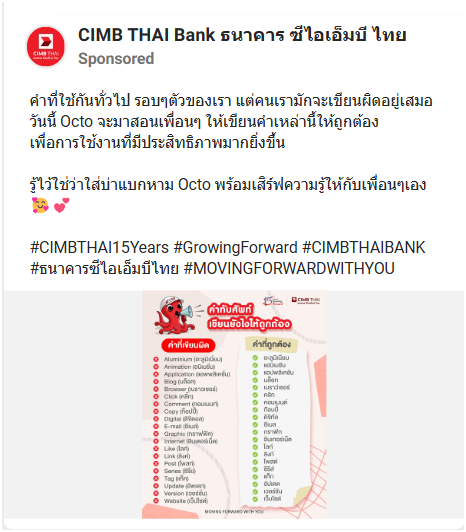 CIMB THAI Bank ธนาคาร ซีไอเอ็มบี ไทย
Sponsored
คำที่ใช้กันทั่วไป รอบๆตัวของเรา แต่คนเรามักจะเขียนผิดอยู่เสมอ
วันนี้ Octo จะมาสอนเพื่อนๆ ให้เขียนคำเหล่านี้ให้ถูกต้อง
เพื่อการใช้งานที่มีประสิทธิภาพมากยิ่งขึ้น
รู้ไว้ใช่ว่าใส่บ่าแบกหาม Octo พร้อมเสิร์ฟความรู้ให้กับเพื่อนๆเอง
🥰 💕
#CIMBTHAI15Years #GrowingForward #CIMBTHAIBANK
#ธนาคารซีไอเอ็มบีไทย #MOVINGFORWARDWITHYOU
CIMB THAI
คำทับศัพท์
เขียนยังไงให้ถูกต้อง
คำที่เขียนผิด
Aluminium (อะลูมิเนี่ยม)
Animation (อนิเมชัน)
Application (แอพพลิเคชัน)
Blog (บล็อก)
Browser (เบราวเซอร์)
Click (คลิ๊ก)
Comment (คอมเมนท์)
Copy (ก็อปปี้)
Digital (ดิจิตอล)
E-mail (อีเมล์)
Graphic (กราฟฟิก)
Internet (อินเตอร์เน็ต)
Like (ไลค์)
Link (ลิงค์)
Post (โพสท์)
Series (ซีรี่ย์)
Tag (แท็ก)
Update (อัพเดท)
Version (เวอร์ชั่น)
Website (เว็ปไซต์)
คำที่ถูกต้อง
อะลูมิเนียม
แอนิเมชัน
แอปพลิเคชัน
บล็อก
เบราว์เซอร์
คลิก
คอมเมนต์
ก๊อปปี้
ดิจิทัล
อีเมล
กราฟิก
อินเทอร์เน็ต
ไลก์
ลิงก์
โพสต์
ซีรีส์
แท็ก
อัปเดต
เวอร์ชัน
เว็บไซต์
MOVING FORWARD WITH YOU